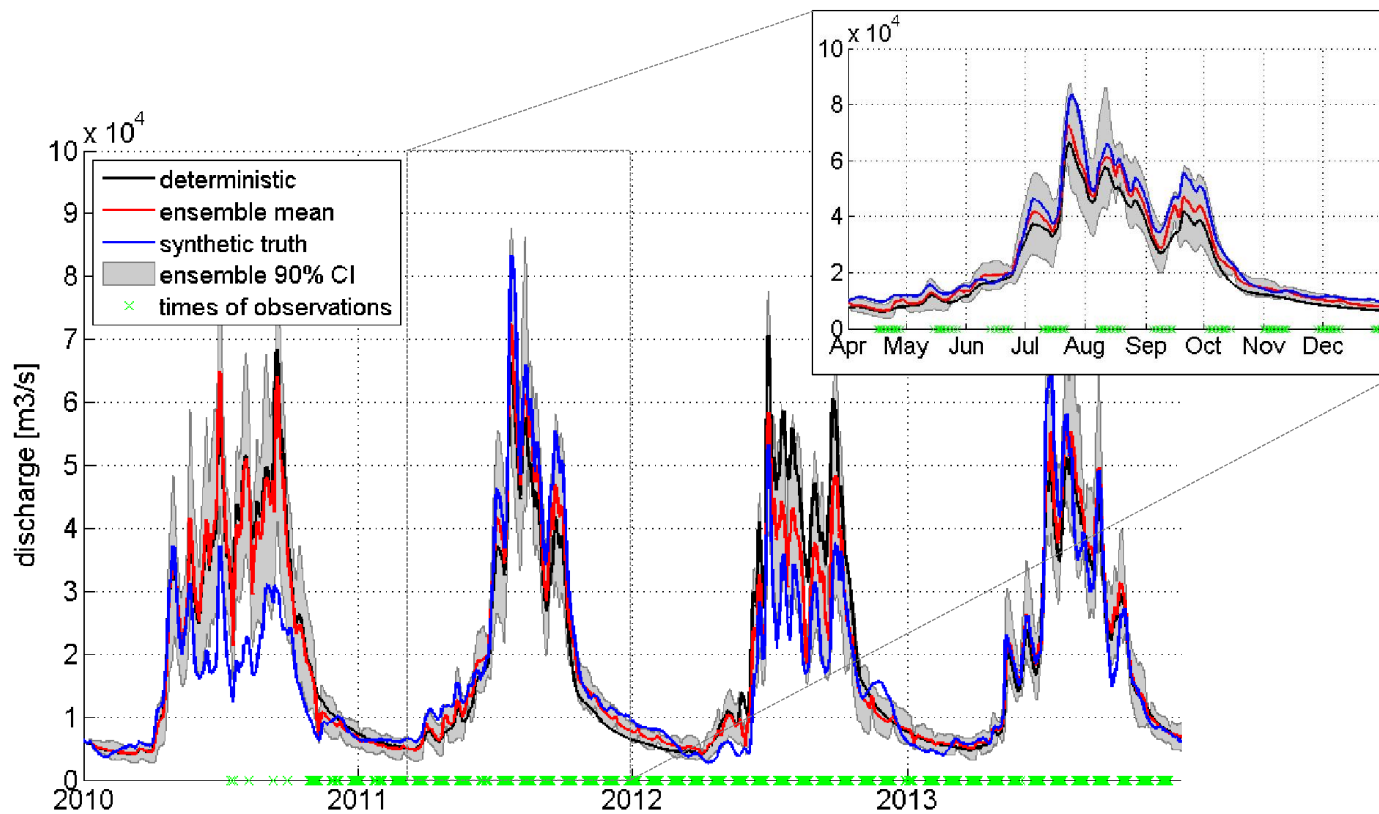 x 10^4
10
8
6
4
2
0
Apr May Jun Jul Aug Sep Oct Nov Dec
x 10^4
10
9
8
7
6
5
4
3
2
1
0
discharge [m3/s]
deterministic
ensemble mean
synthetic truth
ensemble 90% CI
times of observations
2010 2011 2012 2013